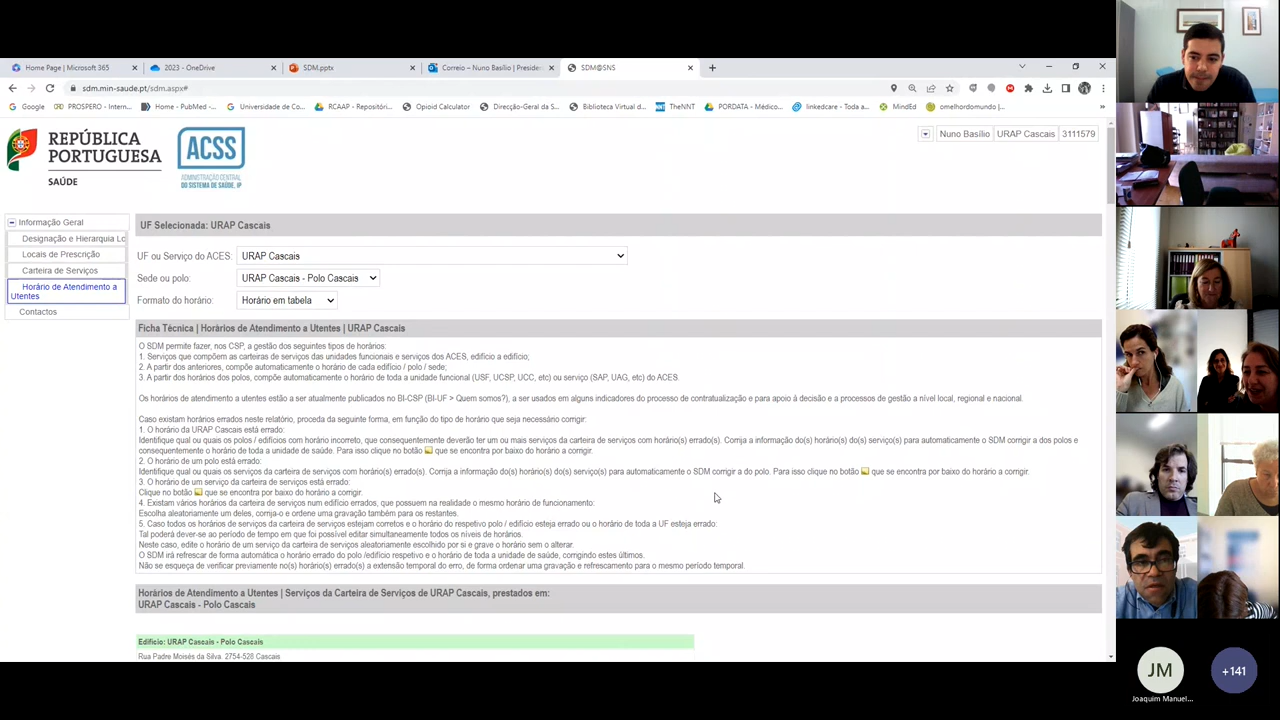 Home Page | Microsoft 365
2023 - OneDrive
SDM.pptx
Correio – Nuno Basílio | Presiden
SDM@SNS
sdm.min-saude.pt/sdm.aspx#
Google
PROSPERO - Intern...
Home - PubMed -...
Universidade de Co...
RCAAP - Repositóri...
Opioid Calculator
Direcção-Geral da S...
Biblioteca Virtual d...
TheNNT
PORDATA - Médico...
linkedcare - Toda a...
MindEd
omelhordomundo |...
REPÚBLICA
PORTUGUESA
SAÚDE
ACSS
ADMINISTRAÇÃO CENTRAL
DO SISTEMA DE SAÚDE, IP
Nuno Basílio
URAP Cascais
3111579
Informação Geral
Designação e Hierarquia Lc
Locais de Prescrição
Carteira de Serviços
Horário de Atendimento a
Utentes
Contactos
UF Selecionada: URAP Cascais
UF ou Serviço do ACES: URAP Cascais
Sede ou polo: URAP Cascais - Polo Cascais
Formato do horário: Horário em tabela
Ficha Técnica | Horários de Atendimento a Utentes | URAP Cascais
O SDM permite fazer, nos CSP, a gestão dos seguintes tipos de horários:
1. Serviços que compõem as carteiras de serviços das unidades funcionais e serviços dos ACES, edifício a edifício;
2. A partir dos anteriores, compõe automaticamente o horário de cada edifício / polo / sede;
3. A partir dos horários dos polos, compõe automaticamente o horário de toda a unidade funcional (USF, UCSP, UCC, etc) ou serviço (SAP, UAG, etc) do ACES.
Os horários de atendimento a utentes estão a ser atualmente publicados no BI-CSP (BI-UF > Quem somos?), a ser usados em alguns indicadores do processo de contratualização e para apoio à decisão e a processos de gestão a nível local, regional e nacional.
Caso existam horários errados neste relatório, proceda da seguinte forma, em função do tipo de horário que seja necessário corrigir:
1. O horário da URAP Cascais está errado:
Identifique qual ou quais os polos / edifícios com horário incorreto, que consequentemente deverão ter um ou mais serviços da carteira de serviços com horário(s) errado(s). Corrija a informação do(s) horário(s) do(s) serviço(s) para automaticamente o SDM corrigir a dos polos e
consequentemente o horário de toda a unidade de saúde. Para isso clique no botão que se encontra por baixo do horário a corrigir.
2. O horário de um polo está errado:
Identifique qual ou quais os serviços da carteira de serviços com horário(s) errado(s). Corrija a informação do(s) horário(s) do(s) serviço(s) para automaticamente o SDM corrigir a do polo. Para isso clique no botão que se encontra por baixo do horário a corrigir.
3. O horário de um serviço da carteira de serviços está errado:
Clique no botão que se encontra por baixo do horário a corrigir.
4. Existam vários horários da carteira de serviços num edifício errados, que possuem na realidade o mesmo horário de funcionamento:
Escolha aleatoriamente um deles, corrija-o e ordene uma gravação também para os restantes.
5. Caso todos os horários de serviços da carteira de serviços estejam corretos e o horário do respetivo polo / edifício esteja errado ou o horário de toda a UF esteja errado:
Tal poderá dever-se ao período de tempo em que foi possível editar simultaneamente todos os níveis de horários.
Neste caso, edite o horário de um serviço da carteira de serviços aleatoriamente escolhido por si e grave o horário sem o alterar.
O SDM irá refrescar de forma automática o horário errado do polo /edifício respetivo e o horário de toda a unidade de saúde, corrigindo estes últimos.
Não se esqueça de verificar previamente no(s) horário(s) errado(s) a extensão temporal do erro, de forma ordenar uma gravação e refrescamento para o mesmo período temporal.
Horários de Atendimento a Utentes | Serviços da Carteira de Serviços de URAP Cascais, prestados em:
URAP Cascais - Polo Cascais
Edifício: URAP Cascais - Polo Cascais
Rua Padre Moisés da Silva. 2754-528 Cascais
JM
+141
Joaquim Manuel...